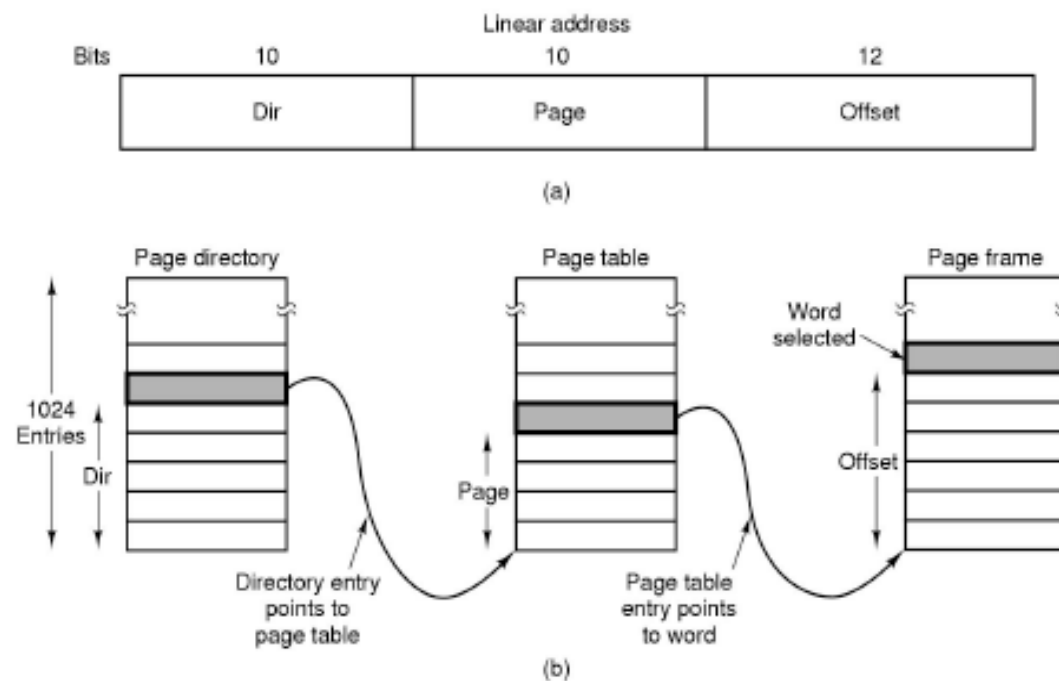 Linear address
Bits 10 10 12
Dir Page Offset
(a)
Page directory Page table Page frame
Word
selected
1024
Entries
Dir
Page
Offset
Directory entry
points to
page table
Page table
entry points
to word
(b)